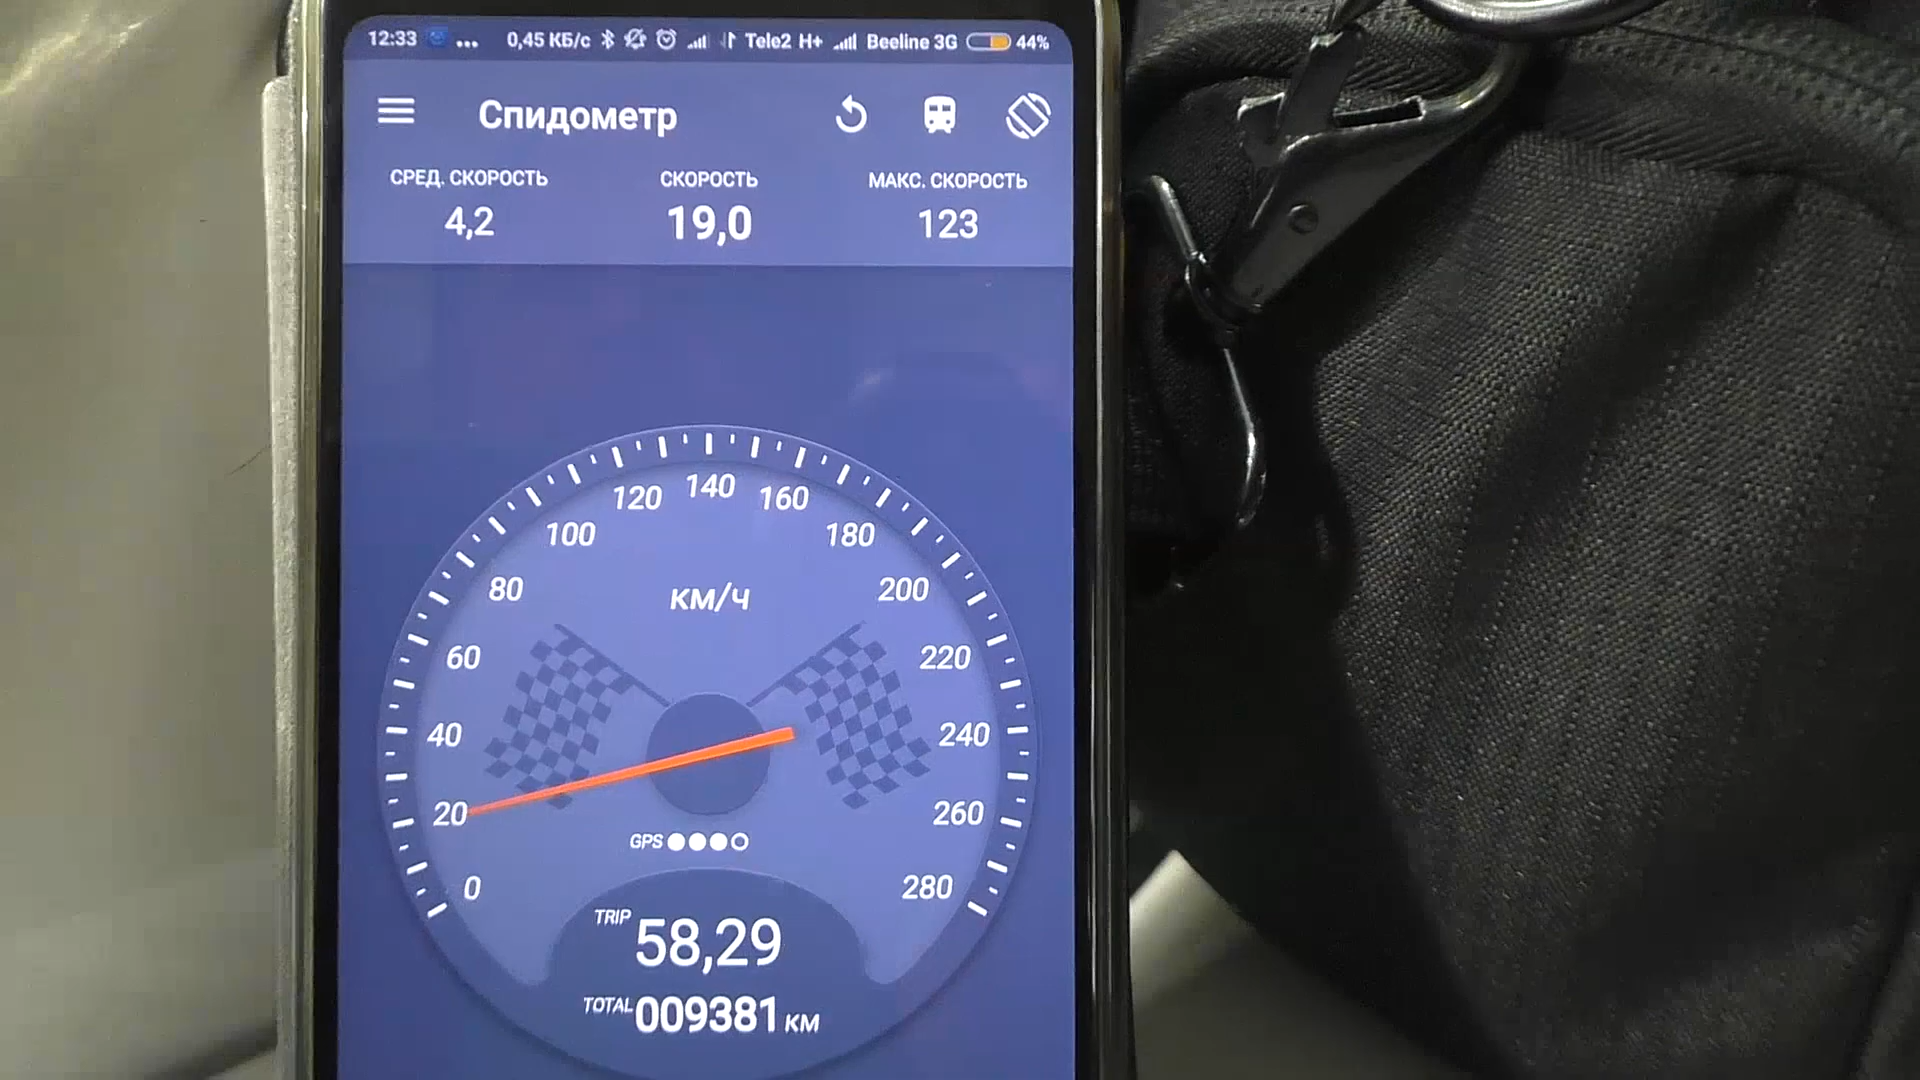 12:33 ... 0,45 КБ/с Tele2 H+ Beeline 3G 44%
Спидометр
СРЕД. СКОРОСТЬ СКОРОСТЬ МАКС. СКОРОСТЬ
4,2 19,0 123
120 140 160
100 180
80 200
КМ/Ч
60 220
40 240
20 260
GPS
0 280
TRIP 58,29
TOTAL 009381 КМ